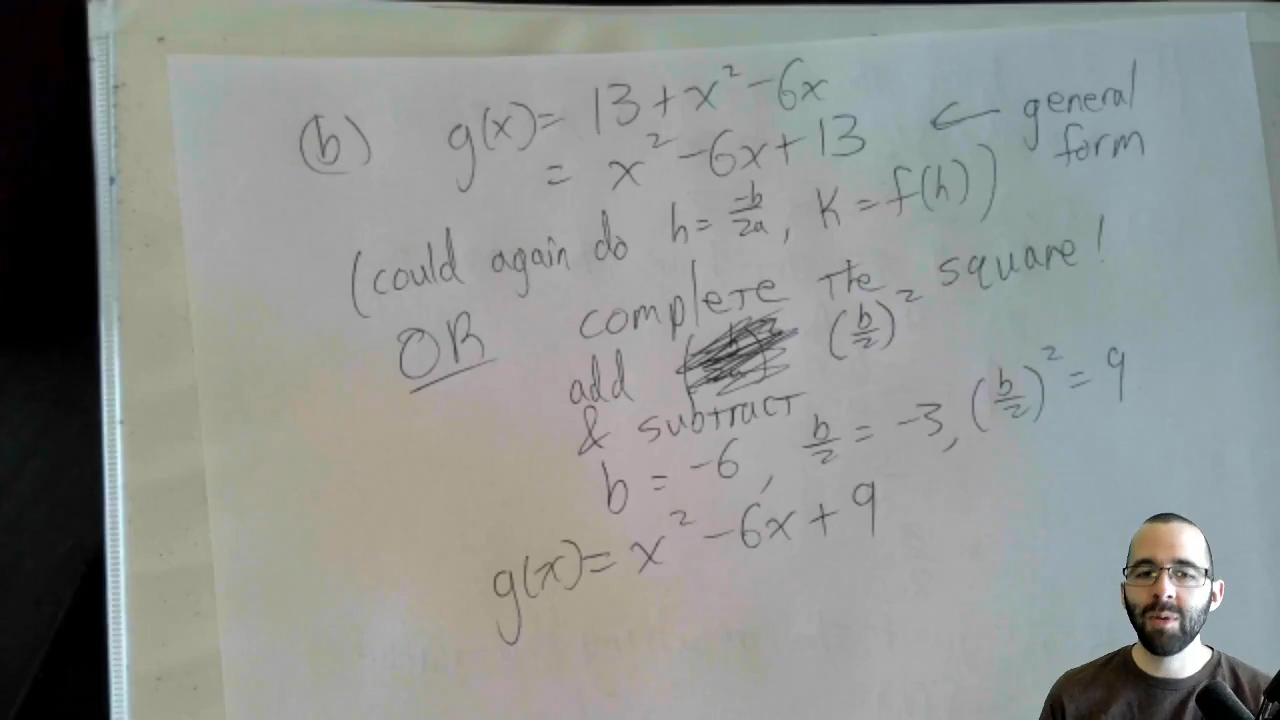 (b) g(x) = 13 + x² - 6x
= x² - 6x + 13 ← general form
(could again do h = -b/2a, K = f(h))
OR complete the square!
add (b/2)²
& subtract
b = -6, b/2 = -3, (b/2)² = 9
g(x) = x² - 6x + 9